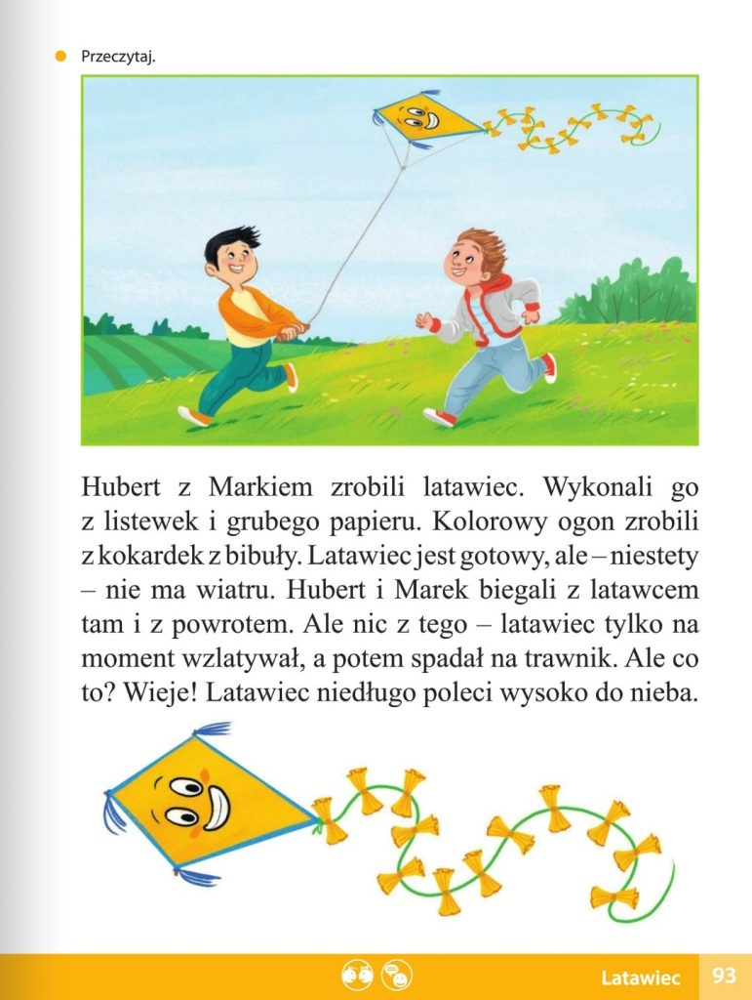 Przeczytaj.
Hubert z Markiem zrobili latawiec. Wykonali go
z listewek i grubego papieru. Kolorowy ogon zrobili
z kokardek z bibuły. Latawiec jest gotowy, ale – niestety
– nie ma wiatru. Hubert i Marek biegali z latawcem
tam i z powrotem. Ale nic z tego – latawiec tylko na
moment wzlatywał, a potem spadał na trawnik. Ale co
to? Wieje! Latawiec niedługo poleci wysoko do nieba.
Latawiec 93